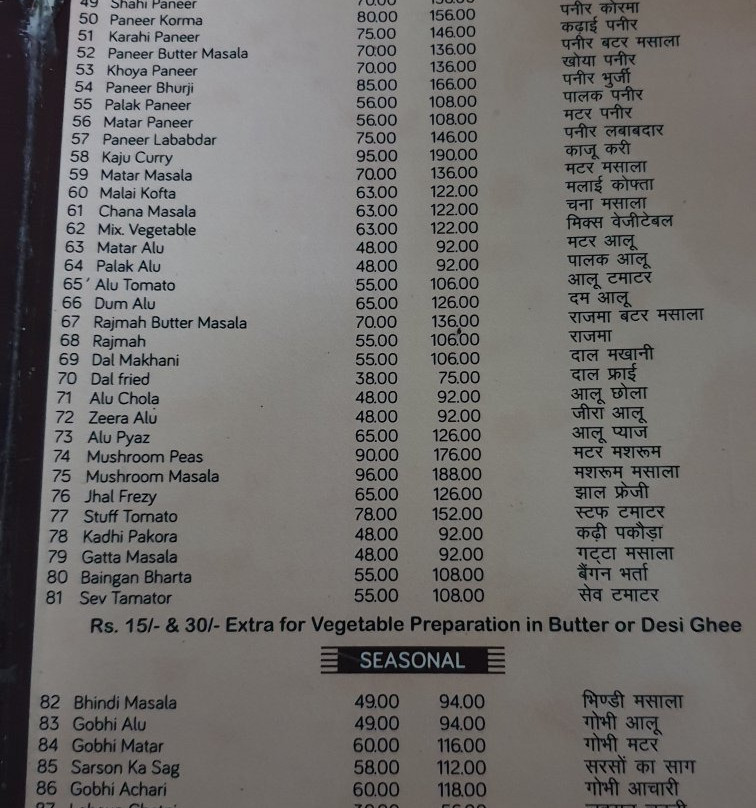 49 Shahi Paneer
50 Paneer Korma 80.00 156.00 पनीर कोरमा
51 Karahi Paneer 75.00 146.00 कढ़ाई पनीर
52 Paneer Butter Masala 70.00 136.00 पनीर बटर मसाला
53 Khoya Paneer 70.00 136.00 खोया पनीर
54 Paneer Bhurji 85.00 166.00 पनीर भुर्जी
55 Palak Paneer 56.00 108.00 पालक पनीर
56 Matar Paneer 56.00 108.00 मटर पनीर
57 Paneer Lababdar 75.00 146.00 पनीर लबाबदार
58 Kaju Curry 95.00 190.00 काजू करी
59 Matar Masala 70.00 136.00 मटर मसाला
60 Malai Kofta 63.00 122.00 मलाई कोफ्ता
61 Chana Masala 63.00 122.00 चना मसाला
62 Mix. Vegetable 63.00 122.00 मिक्स वेजीटेबल
63 Matar Alu 48.00 92.00 मटर आलू
64 Palak Alu 48.00 92.00 पालक आलू
65 Alu Tomato 55.00 106.00 आलू टमाटर
66 Dum Alu 65.00 126.00 दम आलू
67 Rajmah Butter Masala 70.00 136.00 राजमा बटर मसाला
68 Rajmah 55.00 106.00 राजमा
69 Dal Makhani 55.00 106.00 दाल मखानी
70 Dal fried 38.00 75.00 दाल फ्राई
71 Alu Chola 48.00 92.00 आलू छोला
72 Zeera Alu 48.00 92.00 जीरा आलू
73 Alu Pyaz 65.00 126.00 आलू प्याज
74 Mushroom Peas 90.00 176.00 मटर मशरूम
75 Mushroom Masala 96.00 188.00 मशरूम मसाला
76 Jhal Frezy 65.00 126.00 झाल फ्रेजी
77 Stuff Tomato 78.00 152.00 स्टफ टमाटर
78 Kadhi Pakora 48.00 92.00 कढ़ी पकौड़ा
79 Gatta Masala 48.00 92.00 गट्टा मसाला
80 Baingan Bharta 55.00 108.00 बैंगन भर्ता
81 Sev Tamator 55.00 108.00 सेव टमाटर
Rs. 15/- & 30/- Extra for Vegetable Preparation in Butter or Desi Ghee
SEASONAL
82 Bhindi Masala 49.00 94.00 भिण्डी मसाला
83 Gobhi Alu 49.00 94.00 गोभी आलू
84 Gobhi Matar 60.00 116.00 गोभी मटर
85 Sarson Ka Sag 58.00 112.00 सरसों का साग
86 Gobhi Achari 60.00 118.00 गोभी आचारी